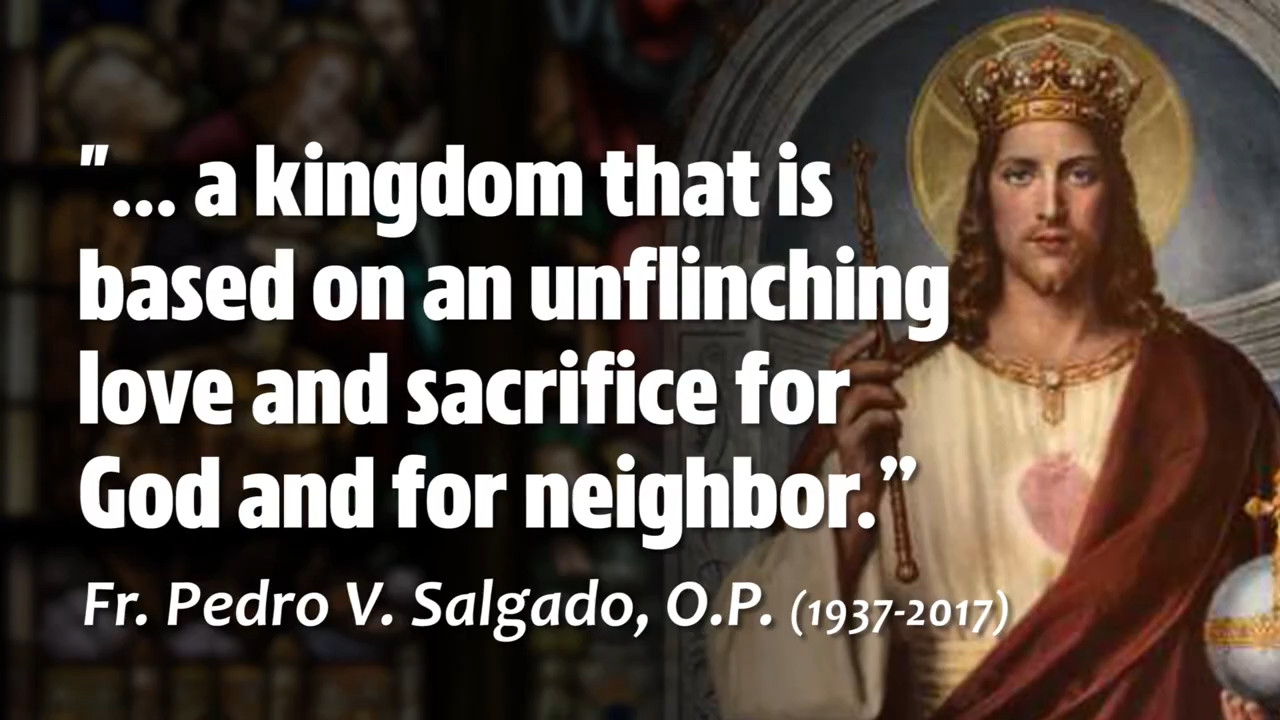 "... a kingdom that is
based on an unflinching
love and sacrifice for
God and for neighbor.”
Fr. Pedro V. Salgado, O.P. (1937-2017)